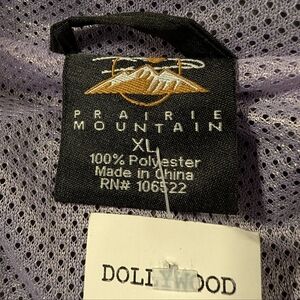 PRAIRIE
MOUNTAIN
XL
100% Polyester
Made in China
RN# 106522
DOLLYWOOD